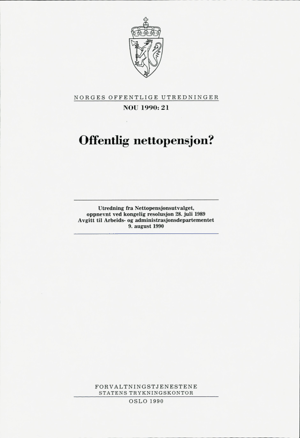 NORGES OFFENTLIGE UTREDNINGER
NOU 1990: 21
Offentlig nettopensjon?
Utredning fra Nettopensjonsutvalget,
oppnevnt ved kongelig resolusjon 28. juli 1989
Avgitt til Arbeids- og administrasjonsdepartementet
9. august 1990
FORVALTNINGSTJENESTENE
STATENS TRYKNINGSKONTOR
OSLO 1990